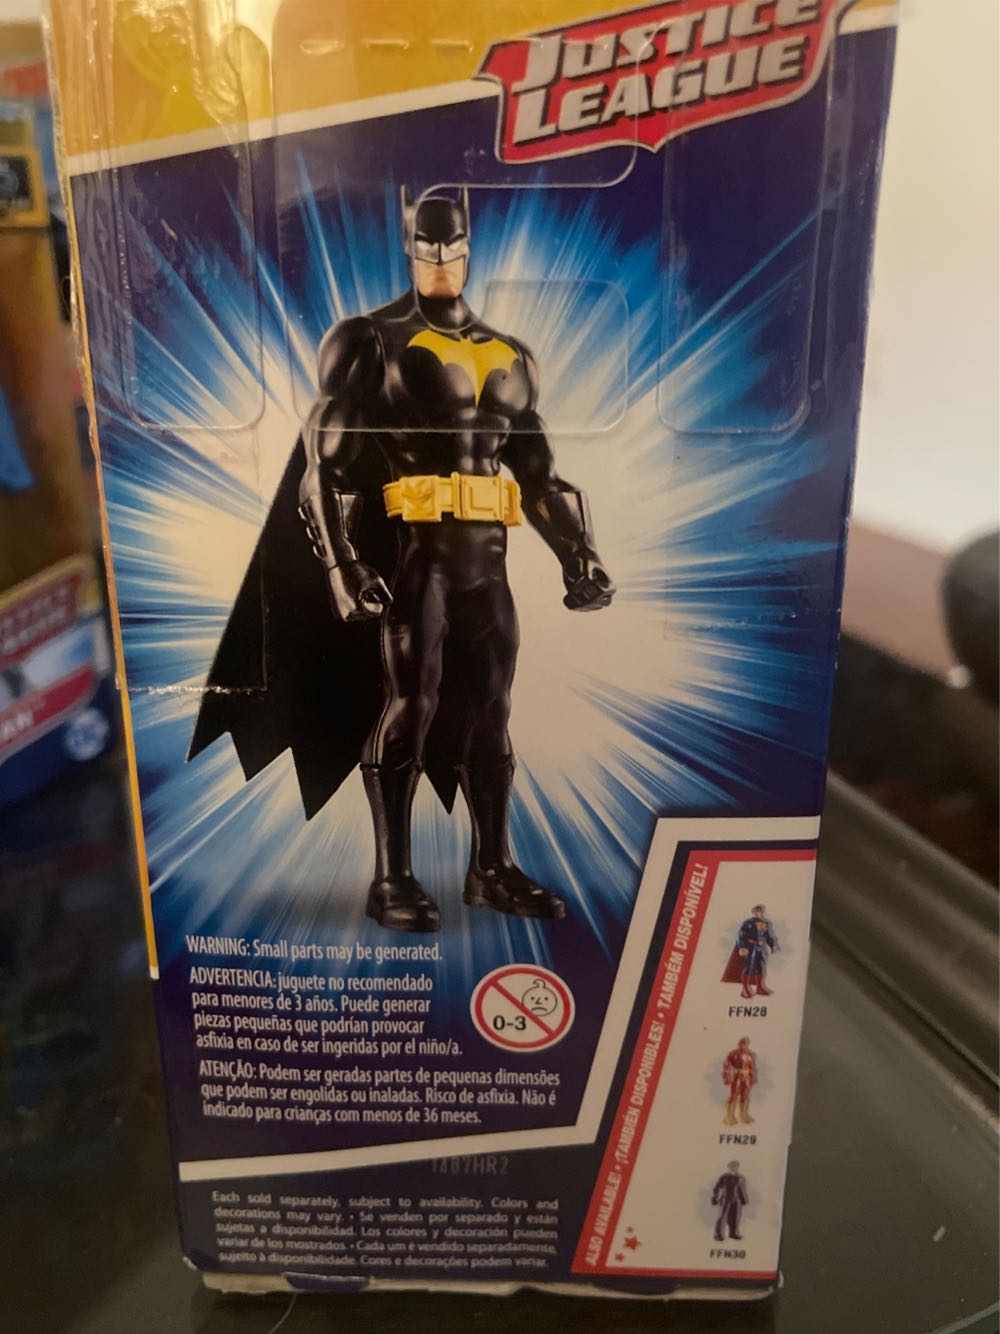 JUSTICE
LEAGUE
WARNING: Small parts may be generated.
ADVERTENCIA: juguete no recomendado
para menores de 3 años. Puede generar
piezas pequeñas que podrían provocar
asfixia en caso de ser ingeridas por el niño/a.
0-3
ATENÇÃO: Podem ser geradas partes de pequenas dimensões
que podem ser engolidas ou inaladas. Risco de asfixia. Não é
indicado para crianças com menos de 36 meses.
1487HR2
Each sold separately, subject to availability. Colors and
decorations may vary. • Se venden por separado y están
sujetas a disponibilidad. Los colores y decoración pueden
variar de los mostrados • Cada um é vendido separadamente,
sujeito à disponibilidade. Cores e decorações podem variar.
ALSO AVAILABLE! • ¡TAMBIÉN DISPONIBLES! • TAMBÉM DISPONÍVEL!
FFN28
FFN29
FFN30